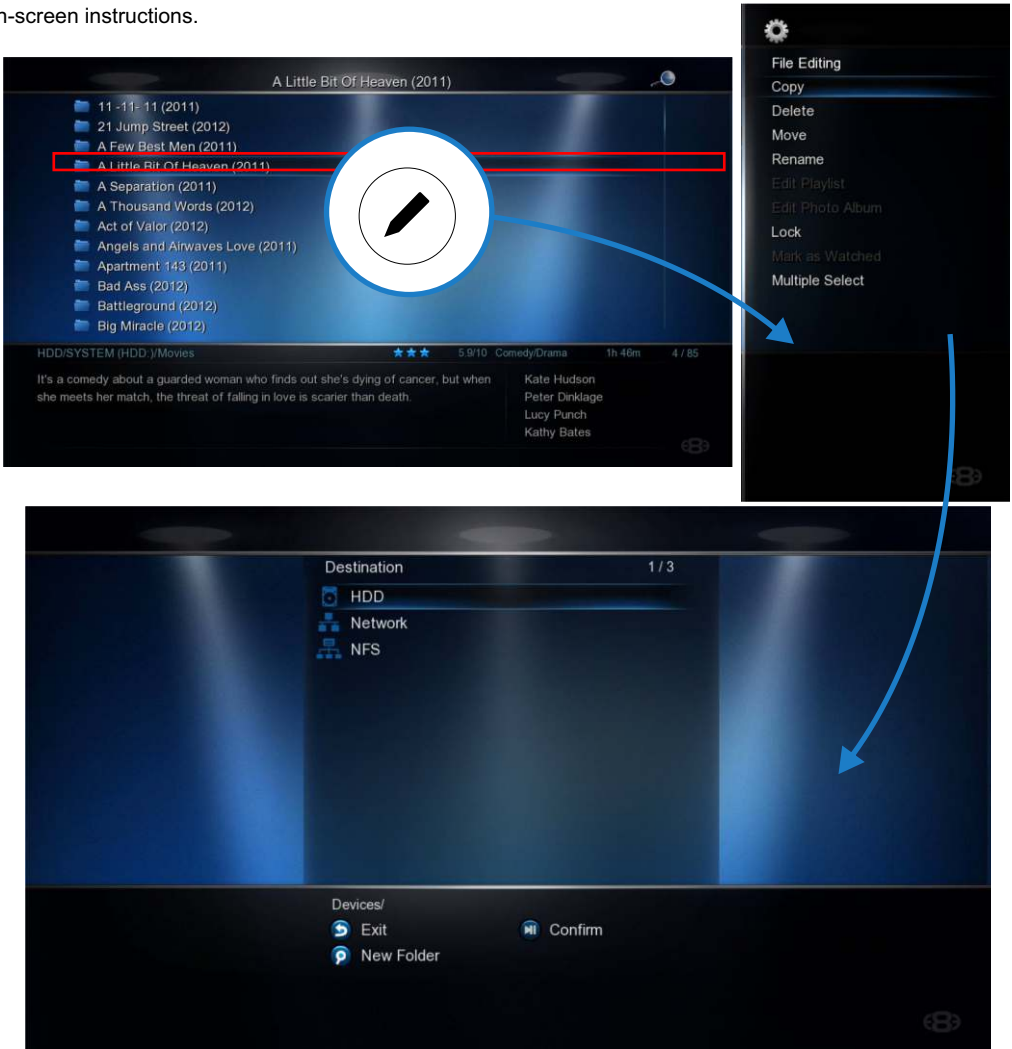 n-screen instructions.
A Little Bit Of Heaven (2011)
11 -11- 11 (2011)
21 Jump Street (2012)
A Few Best Men (2011)
A Little Bit Of Heaven (2011)
A Separation (2011)
A Thousand Words (2012)
Act of Valor (2012)
Angels and Airwaves Love (2011)
Apartment 143 (2011)
Bad Ass (2012)
Battleground (2012)
Big Miracle (2012)
HDD/SYSTEM (HDD:)/Movies 5.9/10 Comedy/Drama 1h 46m 4 / 85
It's a comedy about a guarded woman who finds out she's dying of cancer, but when
she meets her match, the threat of falling in love is scarier than death.
Kate Hudson
Peter Dinklage
Lucy Punch
Kathy Bates
File Editing
Copy
Delete
Move
Rename
Edit Playlist
Edit Photo Album
Lock
Mark as Watched
Multiple Select
Destination 1 / 3
HDD
Network
NFS
Devices/
Exit Confirm
New Folder